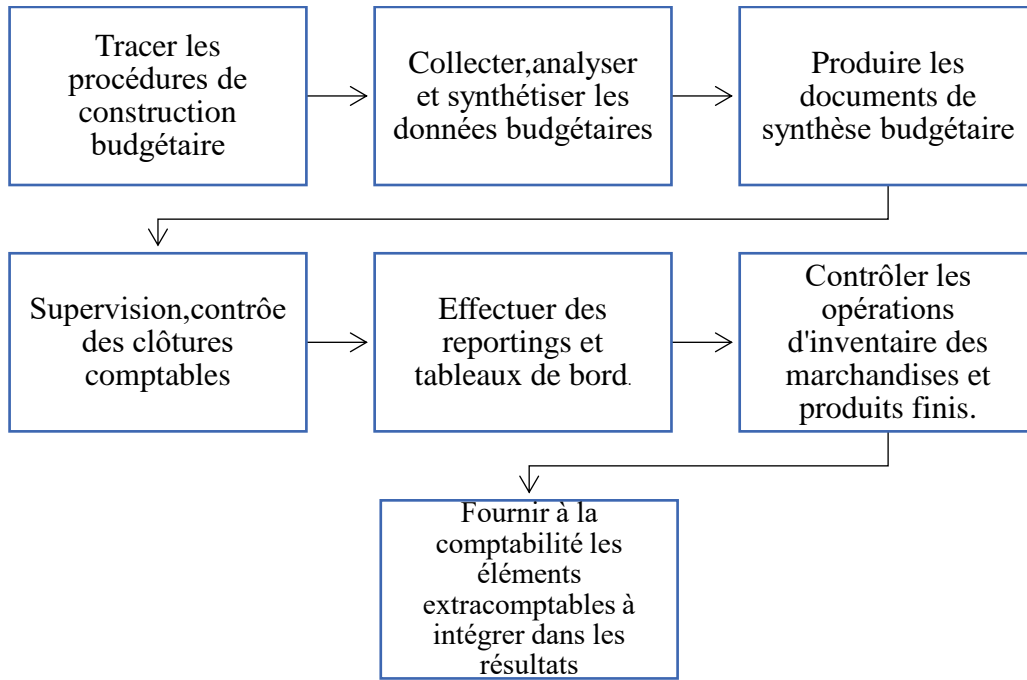 Tracer les
procédures de
construction
budgétaire
Collecter,analyser
et synthétiser les
données budgétaires
Produire les
documents de
synthèse budgétaire
Supervision,contrôe
des clôtures
comptables
Effectuer des
reportings et
tableaux de bord.
Contrôler les
opérations
d'inventaire des
marchandises et
produits finis.
Fournir à la
comptabilité les
éléments
extracomptables à
intégrer dans les
résultats